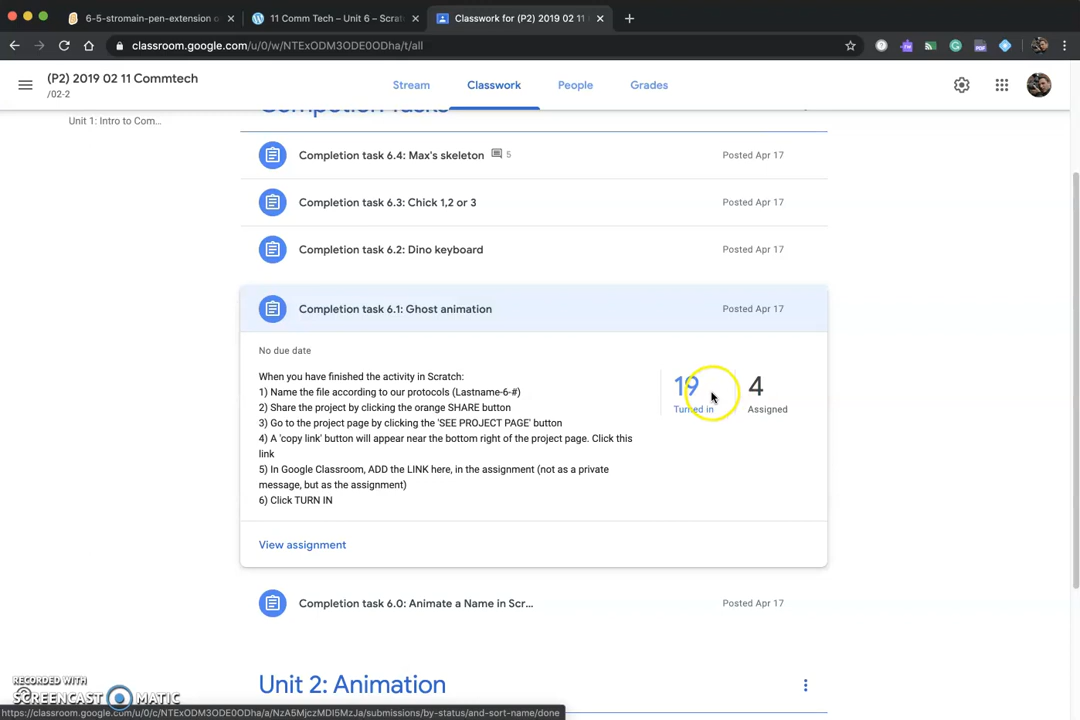 6-5-stromain-pen-extension o
11 Comm Tech – Unit 6 – Scrat
Classwork for (P2) 2019 02 11
classroom.google.com/u/0/w/NTExODM3ODE0ODha/t/all
(P2) 2019 02 11 Commtech
/02-2
Stream
Classwork
People
Grades
Completion Tasks
Unit 1: Intro to Com...
Completion task 6.4: Max's skeleton
5
Posted Apr 17
Completion task 6.3: Chick 1,2 or 3
Posted Apr 17
Completion task 6.2: Dino keyboard
Posted Apr 17
Completion task 6.1: Ghost animation
Posted Apr 17
No due date
When you have finished the activity in Scratch:
1) Name the file according to our protocols (Lastname-6-#)
2) Share the project by clicking the orange SHARE button
3) Go to the project page by clicking the 'SEE PROJECT PAGE' button
4) A 'copy link' button will appear near the bottom right of the project page. Click this
link
5) In Google Classroom, ADD the LINK here, in the assignment (not as a private
message, but as the assignment)
6) Click TURN IN
19
Turned in
4
Assigned
View assignment
Completion task 6.0: Animate a Name in Scr...
Posted Apr 17
Unit 2: Animation
RECORDED WITH
SCREENCAST MATIC
https://classroom.google.com/u/0/c/NTExODM3ODE0ODha/a/NzA5MjczMDI5MzJa/submissions/by-status/and-sort-name/done